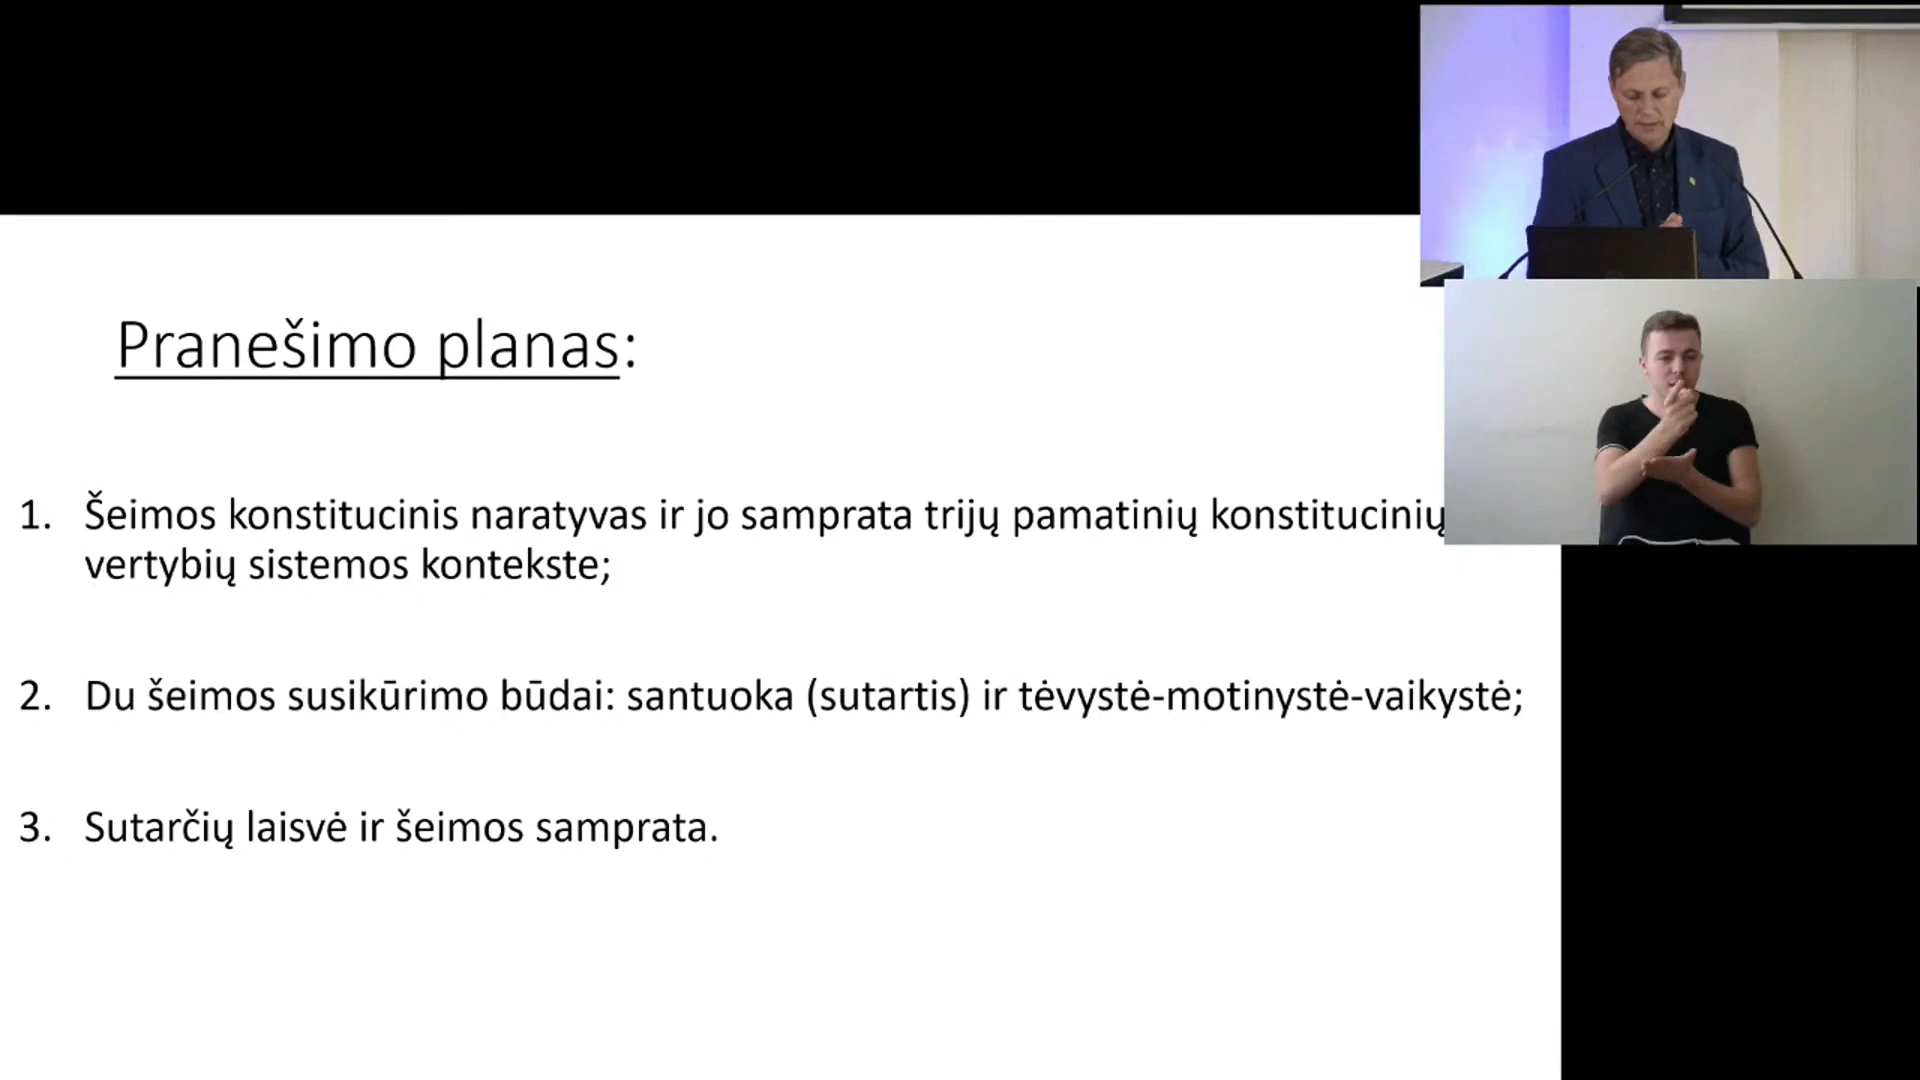 Pranešimo planas:
1. Šeimos konstitucinis naratyvas ir jo samprata trijų pamatinių konstitucinių
vertybių sistemos kontekste;
2. Du šeimos susikūrimo būdai: santuoka (sutartis) ir tėvystė-motinystė-vaikystė;
3. Sutarčių laisvė ir šeimos samprata.